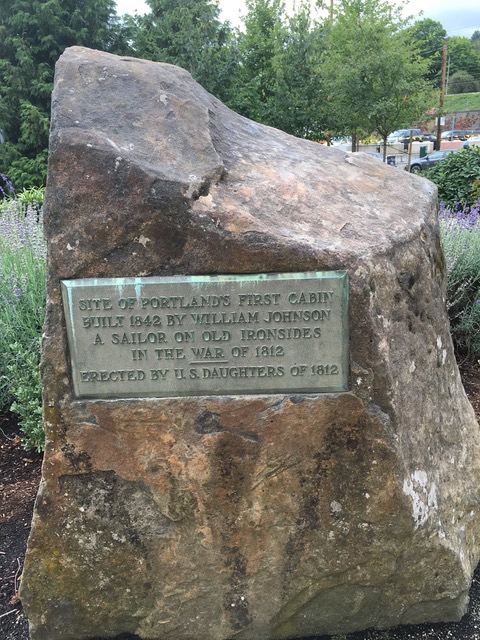 SITE OF PORTLAND'S FIRST CABIN
BUILT 1842 BY WILLIAM JOHNSON
A SAILOR ON OLD IRONSIDES
IN THE WAR OF 1812
ERECTED BY U.S. DAUGHTERS OF 1812